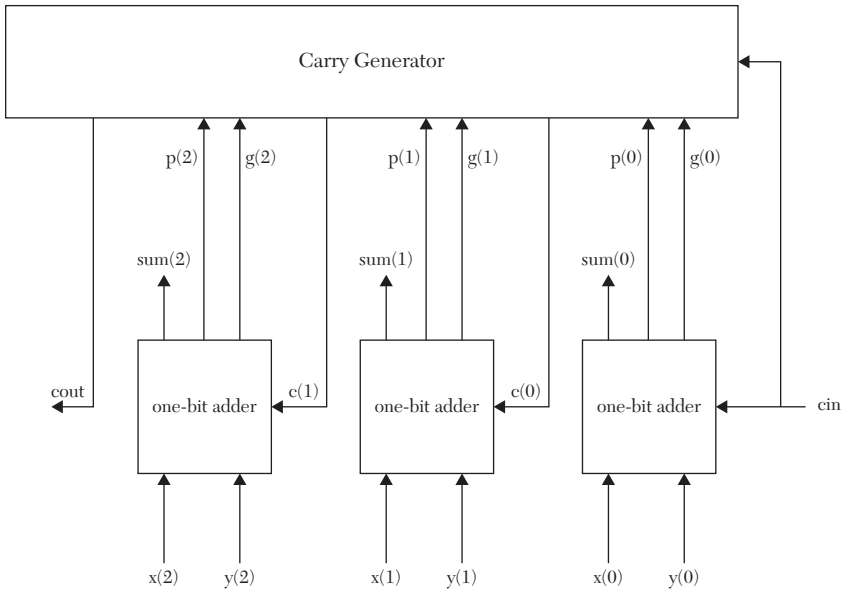 Carry Generator
p(2)
g(2)
p(1)
g(1)
p(0)
g(0)
sum(2)
sum(1)
sum(0)
cout
one-bit adder
c(1)
one-bit adder
c(0)
one-bit adder
cin
x(2)
y(2)
x(1)
y(1)
x(0)
y(0)